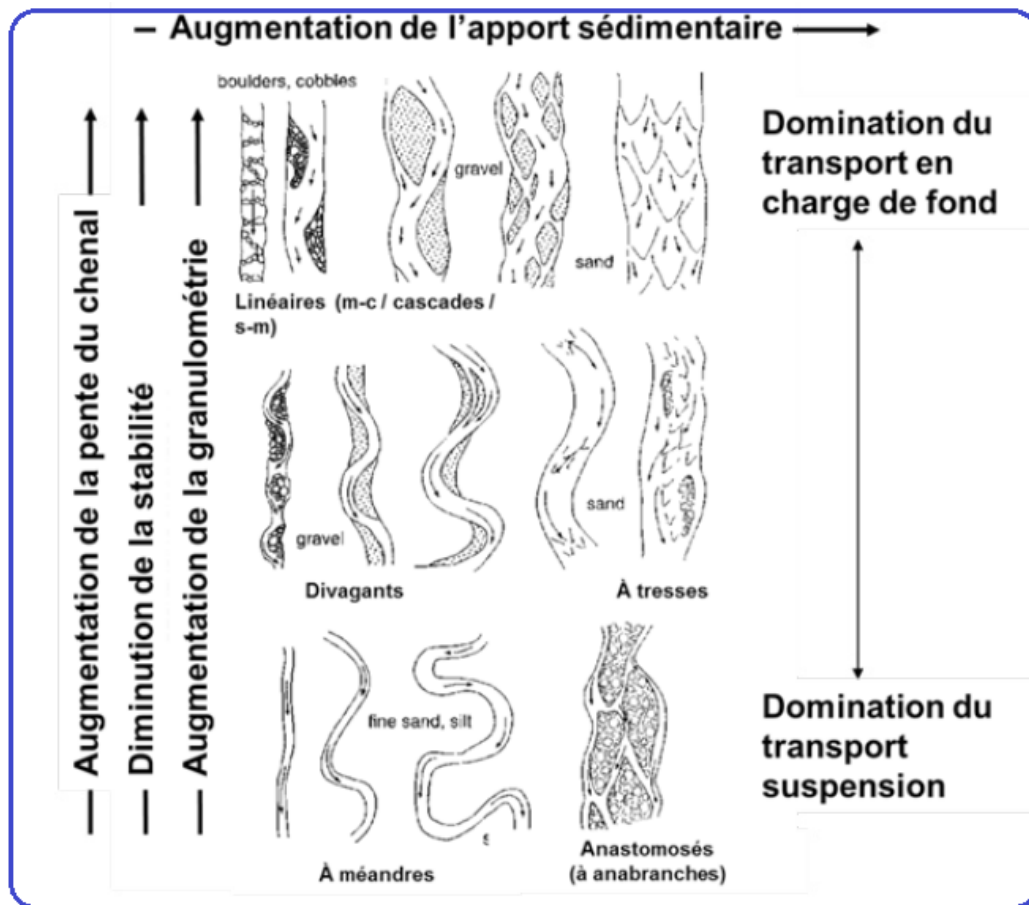 Augmentation de l'apport sédimentaire
boulders, cobbles
gravel
sand
Linéaires (m-c / cascades /
s-m)
gravel
sand
Divagants
À tresses
fine sand, silt
s
À méandres
Anastomosés
(à anabranches)
Augmentation de la pente du chenal
Diminution de la stabilité
Augmentation de la granulométrie
Domination du
transport en
charge de fond
Domination du
transport
suspension